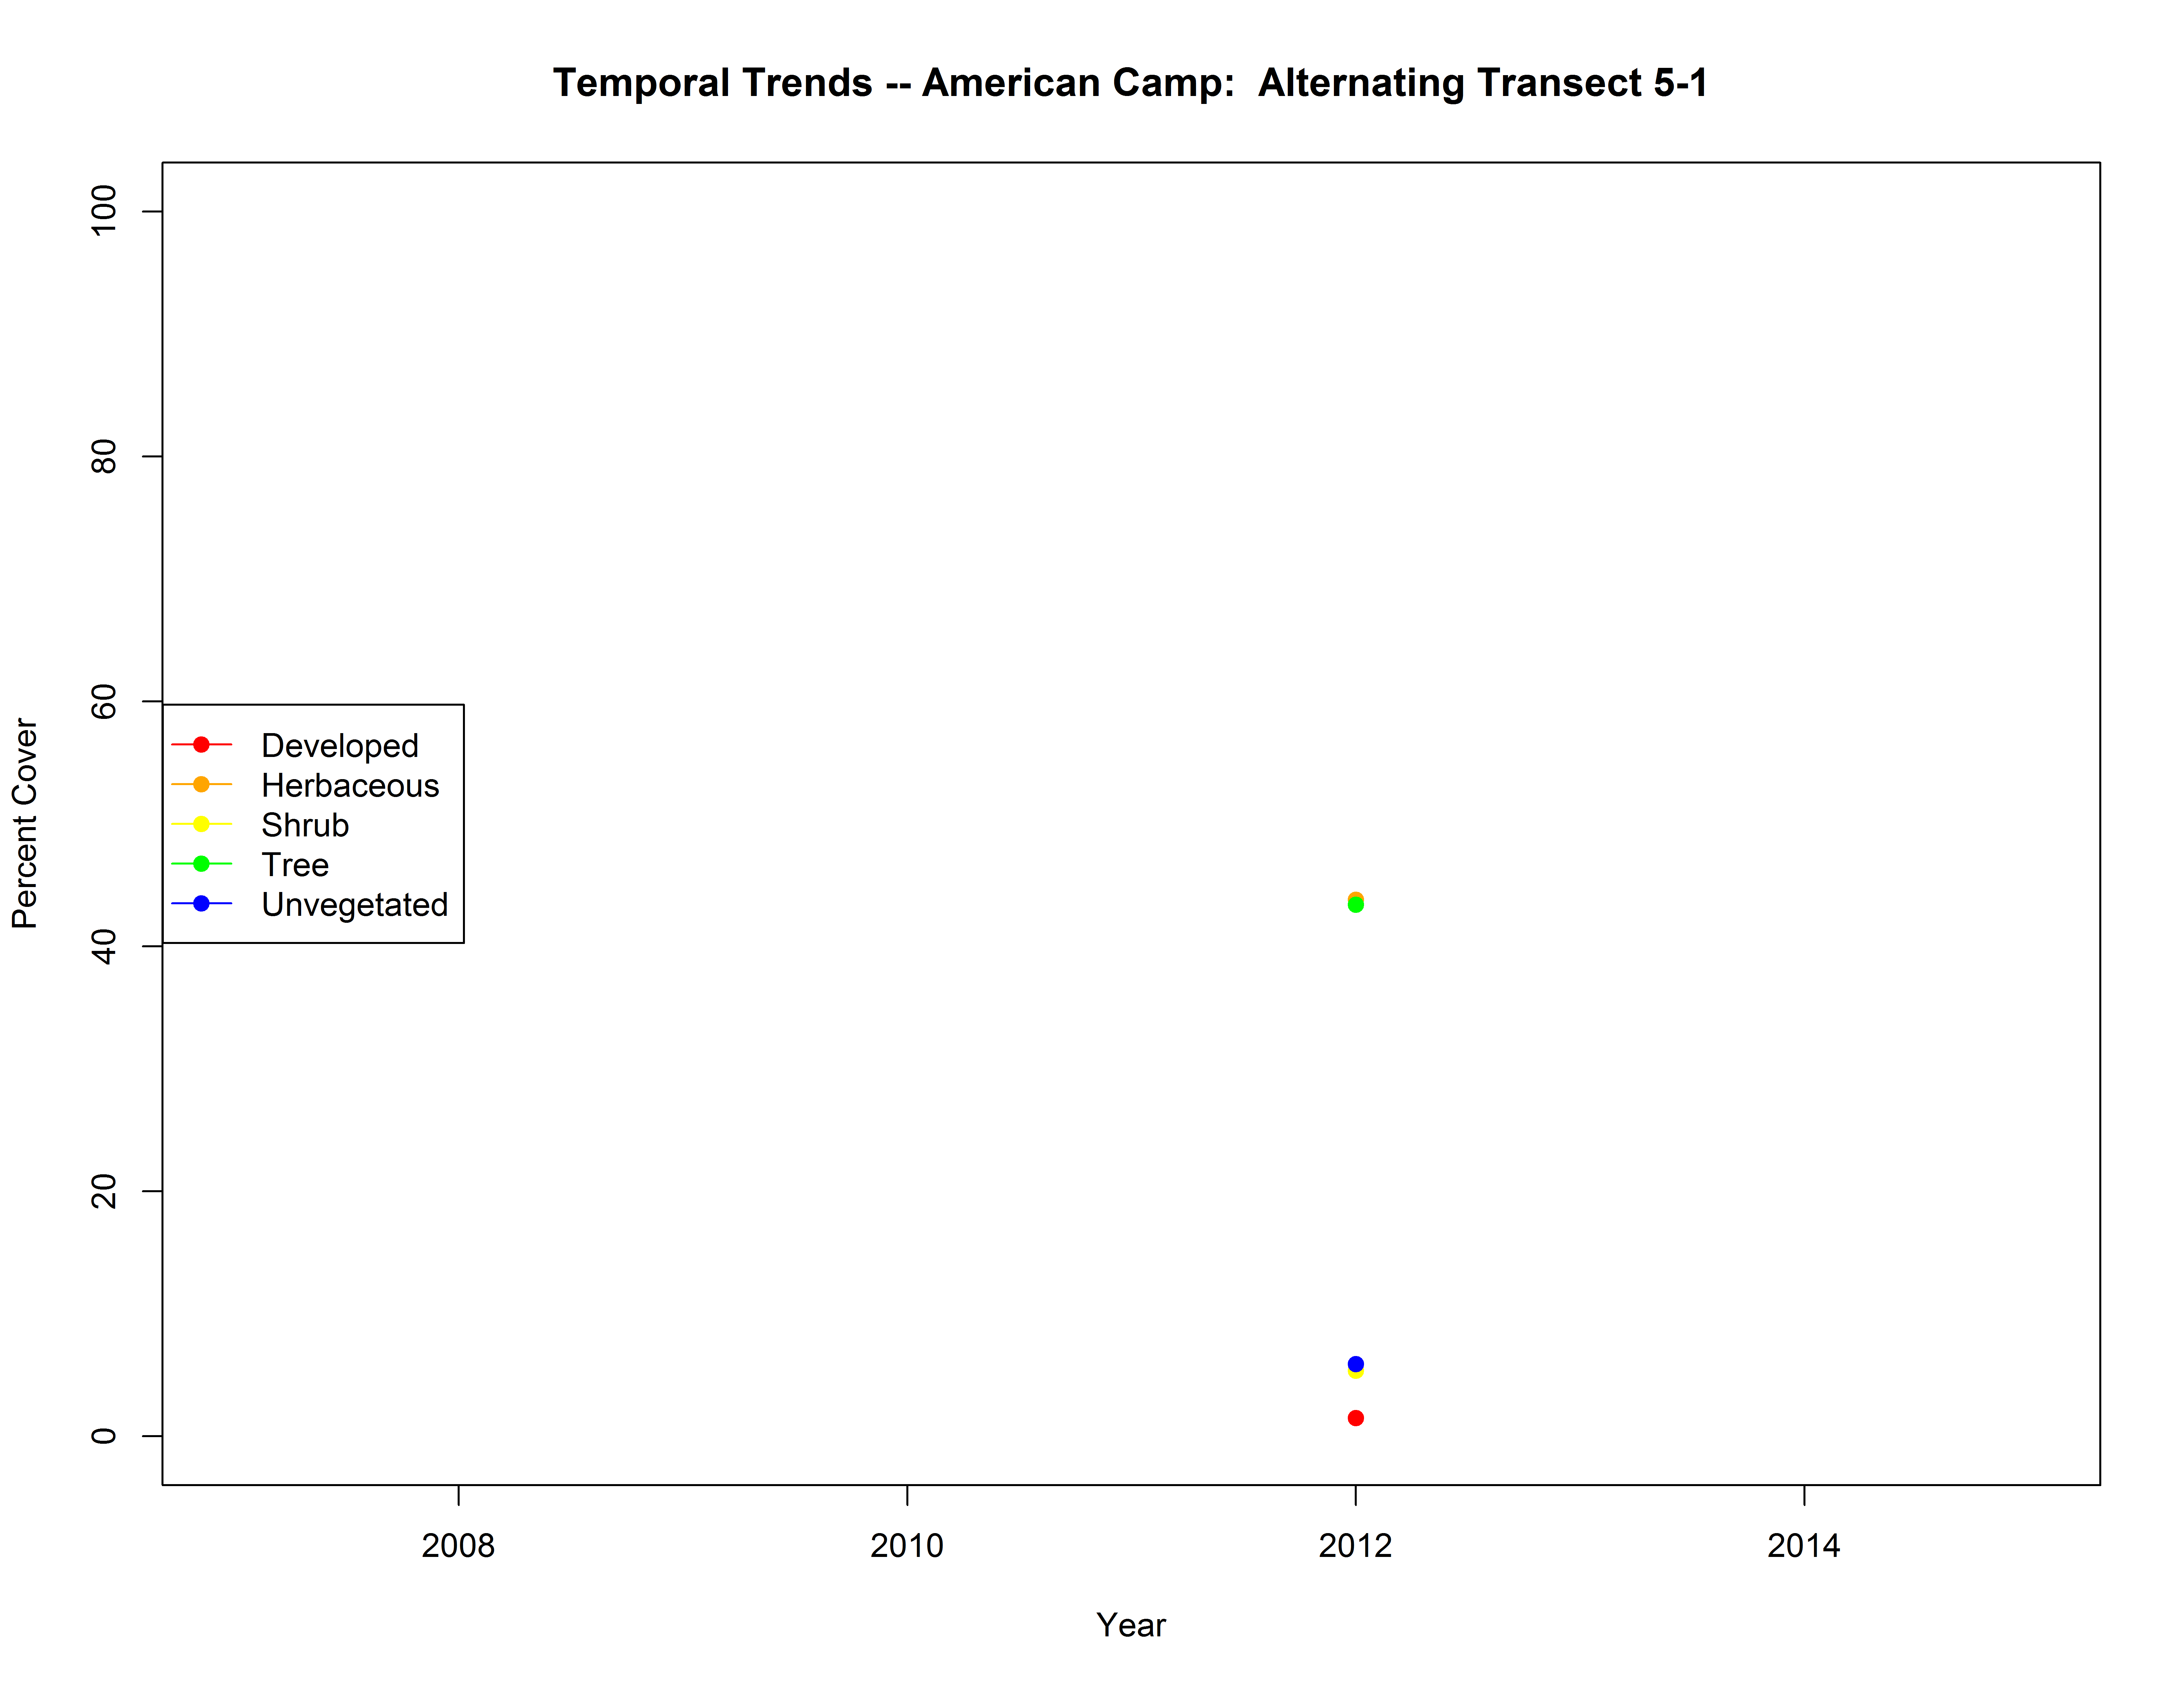 Temporal Trends -- American Camp:  Alternating Transect 5-1
100
80
60
40
20
0
Percent Cover
Developed
Herbaceous
Shrub
Tree
Unvegetated
2008 2010 2012 2014
Year